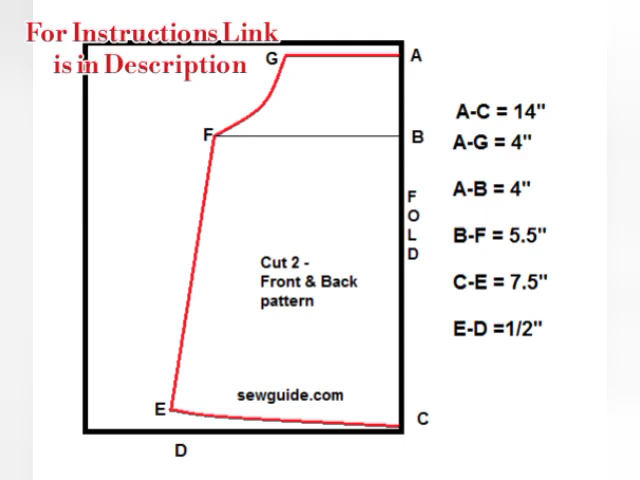 For Instructions Link
is in Description
G
A
F
B
FOLD
Cut 2 -
Front & Back
pattern
sewguide.com
E
C
D
A-C = 14"
A-G = 4"
A-B = 4"
B-F = 5.5"
C-E = 7.5"
E-D =1/2"